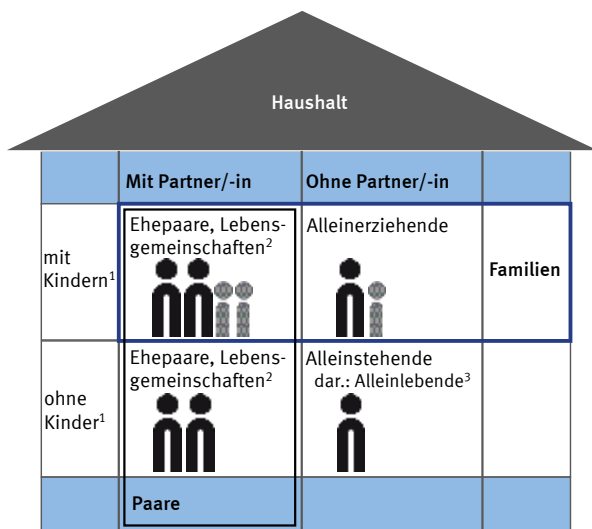 Haushalt
Mit Partner/-in
Ohne Partner/-in
mit
Kindern¹
Ehepaare, Lebens-
gemeinschaften²
Alleinerziehende
Familien
ohne
Kinder¹
Ehepaare, Lebens-
gemeinschaften²
Alleinstehende
dar.: Alleinlebende³
Paare